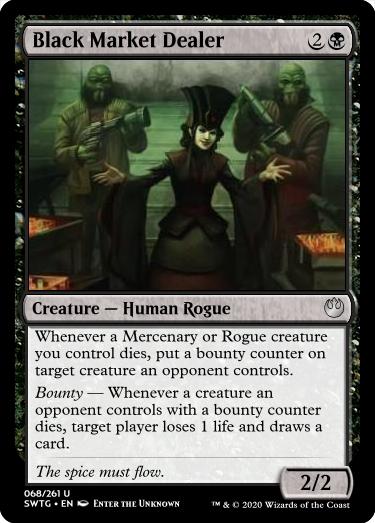 Black Market Dealer 2
Creature — Human Rogue
Whenever a Mercenary or Rogue creature
you control dies, put a bounty counter on
target creature an opponent controls.
Bounty — Whenever a creature an
opponent controls with a bounty counter
dies, target player loses 1 life and draws a
card.
The spice must flow.
2/2
068/261 U
SWTG • EN Enter the Unknown ™ & © 2020 Wizards of the Coast